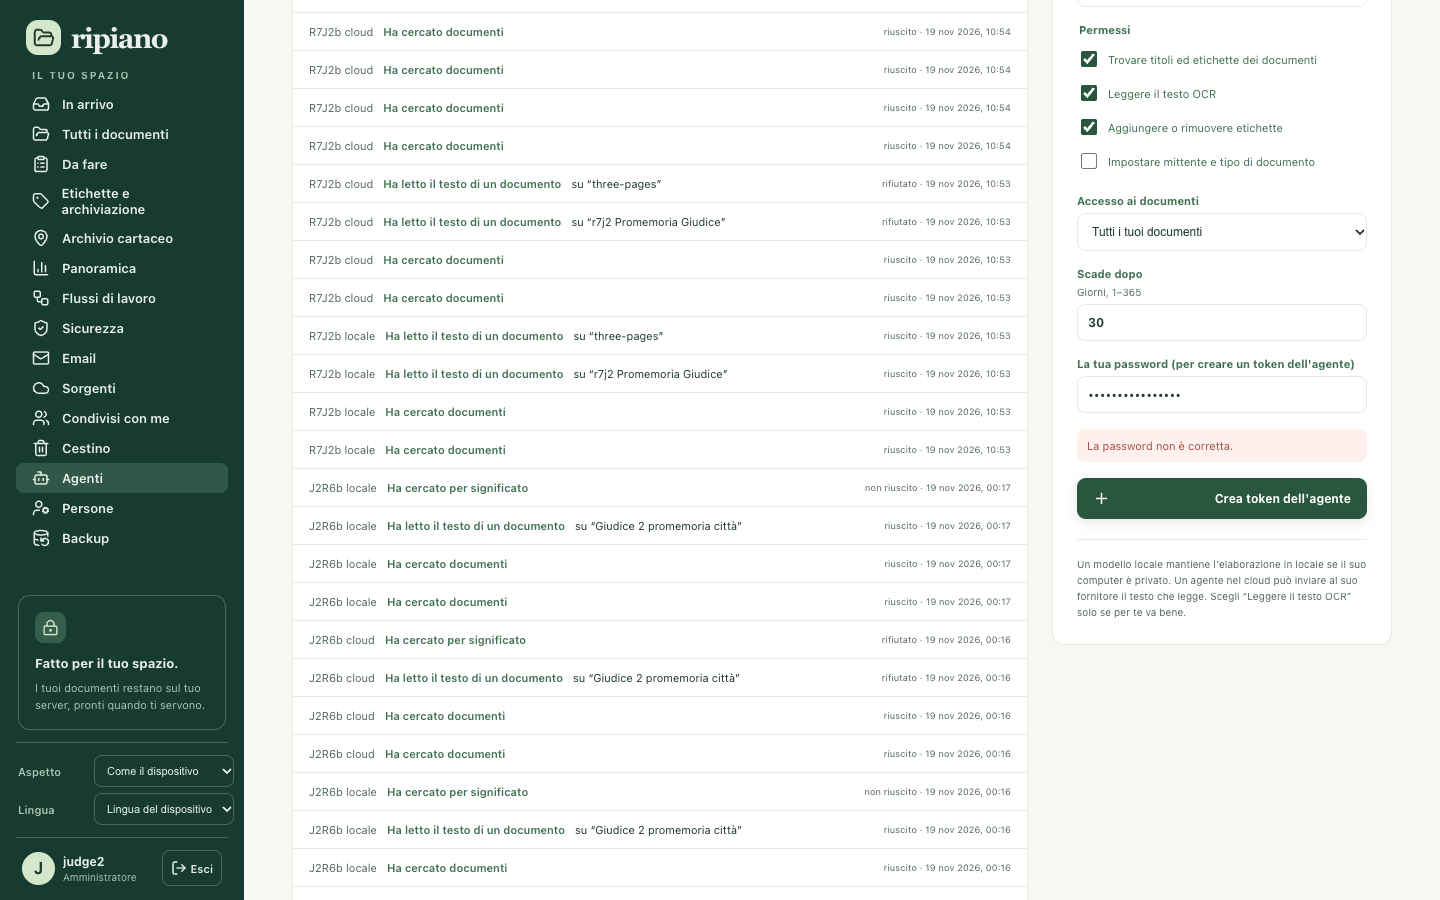 ripiano
IL TUO SPAZIO
In arrivo
Tutti i documenti
Da fare
Etichette e
archiviazione
Archivio cartaceo
Panoramica
Flussi di lavoro
Sicurezza
Email
Sorgenti
Condivisi con me
Cestino
Agenti
Persone
Backup
Fatto per il tuo spazio.
I tuoi documenti restano sul tuo
server, pronti quando ti servono.
Aspetto Come il dispositivo
Lingua Lingua del dispositivo
J judge2
Amministratore
Esci
R7J2b cloud Ha cercato documenti riuscito · 19 nov 2026, 10:54
R7J2b cloud Ha cercato documenti riuscito · 19 nov 2026, 10:54
R7J2b cloud Ha cercato documenti riuscito · 19 nov 2026, 10:54
R7J2b cloud Ha cercato documenti riuscito · 19 nov 2026, 10:54
R7J2b cloud Ha letto il testo di un documento su “three-pages” rifiutato · 19 nov 2026, 10:53
R7J2b cloud Ha letto il testo di un documento su “r7j2 Promemoria Giudice” rifiutato · 19 nov 2026, 10:53
R7J2b cloud Ha cercato documenti riuscito · 19 nov 2026, 10:53
R7J2b cloud Ha cercato documenti riuscito · 19 nov 2026, 10:53
R7J2b locale Ha letto il testo di un documento su “three-pages” riuscito · 19 nov 2026, 10:53
R7J2b locale Ha letto il testo di un documento su “r7j2 Promemoria Giudice” riuscito · 19 nov 2026, 10:53
R7J2b locale Ha cercato documenti riuscito · 19 nov 2026, 10:53
R7J2b locale Ha cercato documenti riuscito · 19 nov 2026, 10:53
J2R6b locale Ha cercato per significato non riuscito · 19 nov 2026, 00:17
J2R6b locale Ha letto il testo di un documento su “Giudice 2 promemoria città” riuscito · 19 nov 2026, 00:17
J2R6b locale Ha cercato documenti riuscito · 19 nov 2026, 00:17
J2R6b locale Ha cercato documenti riuscito · 19 nov 2026, 00:17
J2R6b cloud Ha cercato per significato rifiutato · 19 nov 2026, 00:16
J2R6b cloud Ha letto il testo di un documento su “Giudice 2 promemoria città” rifiutato · 19 nov 2026, 00:16
J2R6b cloud Ha cercato documenti riuscito · 19 nov 2026, 00:16
J2R6b cloud Ha cercato documenti riuscito · 19 nov 2026, 00:16
J2R6b locale Ha cercato per significato non riuscito · 19 nov 2026, 00:16
J2R6b locale Ha letto il testo di un documento su “Giudice 2 promemoria città” riuscito · 19 nov 2026, 00:16
J2R6b locale Ha cercato documenti riuscito · 19 nov 2026, 00:16
Permessi
Trovare titoli ed etichette dei documenti
Leggere il testo OCR
Aggiungere o rimuovere etichette
Impostare mittente e tipo di documento
Accesso ai documenti
Tutti i tuoi documenti
Scade dopo
Giorni, 1–365
30
La tua password (per creare un token dell'agente)
••••••••••••••••
La password non è corretta.
Crea token dell'agente
Un modello locale mantiene l'elaborazione in locale se il suo
computer è privato. Un agente nel cloud può inviare al suo
fornitore il testo che legge. Scegli “Leggere il testo OCR”
solo se per te va bene.